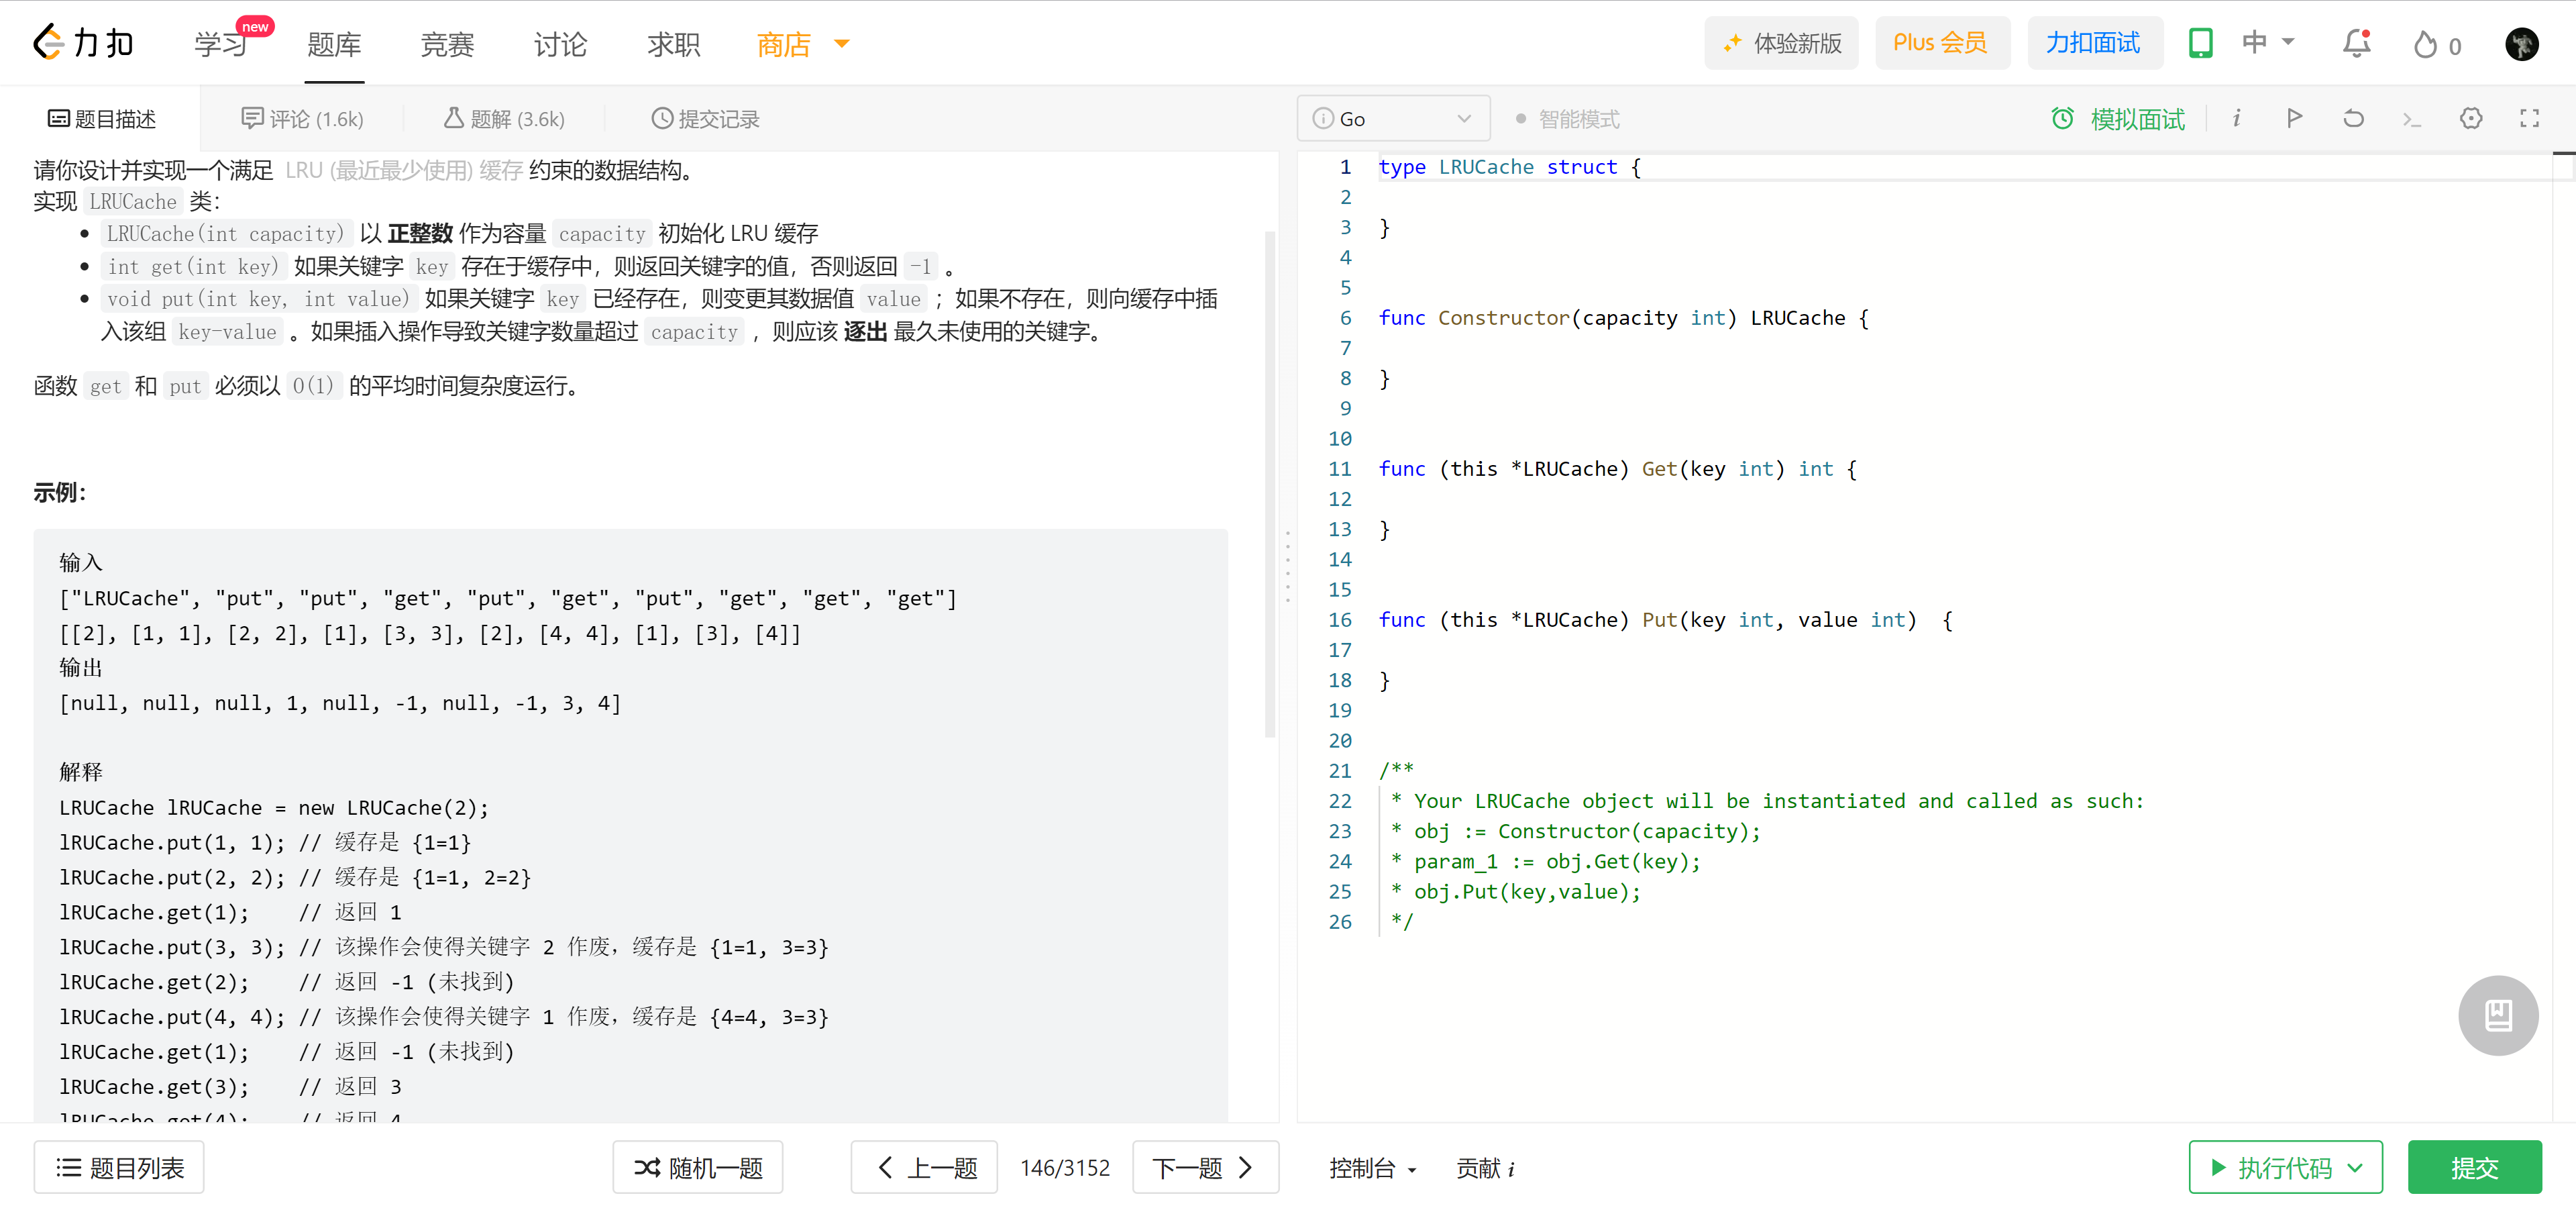 力扣 学习 new 题库 竞赛 讨论 求职 商店 体验新版 Plus 会员 力扣面试 中 0
题目描述 评论 (1.6k) 题解 (3.6k) 提交记录 Go 智能模式 模拟面试
请你设计并实现一个满足 LRU (最近最少使用) 缓存 约束的数据结构。
实现 LRUCache 类：
LRUCache(int capacity) 以 正整数 作为容量 capacity 初始化 LRU 缓存
int get(int key) 如果关键字 key 存在于缓存中，则返回关键字的值，否则返回 -1 。
void put(int key, int value) 如果关键字 key 已经存在，则变更其数据值 value ；如果不存在，则向缓存中插
入该组 key-value 。如果插入操作导致关键字数量超过 capacity ，则应该 逐出 最久未使用的关键字。
函数 get 和 put 必须以 O(1) 的平均时间复杂度运行。
示例：
输入
["LRUCache", "put", "put", "get", "put", "get", "put", "get", "get", "get"]
[[2], [1, 1], [2, 2], [1], [3, 3], [2], [4, 4], [1], [3], [4]]
输出
[null, null, null, 1, null, -1, null, -1, 3, 4]
解释
LRUCache lRUCache = new LRUCache(2);
lRUCache.put(1, 1); // 缓存是 {1=1}
lRUCache.put(2, 2); // 缓存是 {1=1, 2=2}
lRUCache.get(1);    // 返回 1
lRUCache.put(3, 3); // 该操作会使得关键字 2 作废，缓存是 {1=1, 3=3}
lRUCache.get(2);    // 返回 -1 (未找到)
lRUCache.put(4, 4); // 该操作会使得关键字 1 作废，缓存是 {4=4, 3=3}
lRUCache.get(1);    // 返回 -1 (未找到)
lRUCache.get(3);    // 返回 3
lRUCache.get(4);    // 返回 4
1 type LRUCache struct {
2
3 }
4
5
6 func Constructor(capacity int) LRUCache {
7
8 }
9
10
11 func (this *LRUCache) Get(key int) int {
12
13 }
14
15
16 func (this *LRUCache) Put(key int, value int)  {
17
18 }
19
20
21 /**
22  * Your LRUCache object will be instantiated and called as such:
23  * obj := Constructor(capacity);
24  * param_1 := obj.Get(key);
25  * obj.Put(key,value);
26  */
题目列表 随机一题 上一题 146/3152 下一题 控制台 贡献 i 执行代码 提交